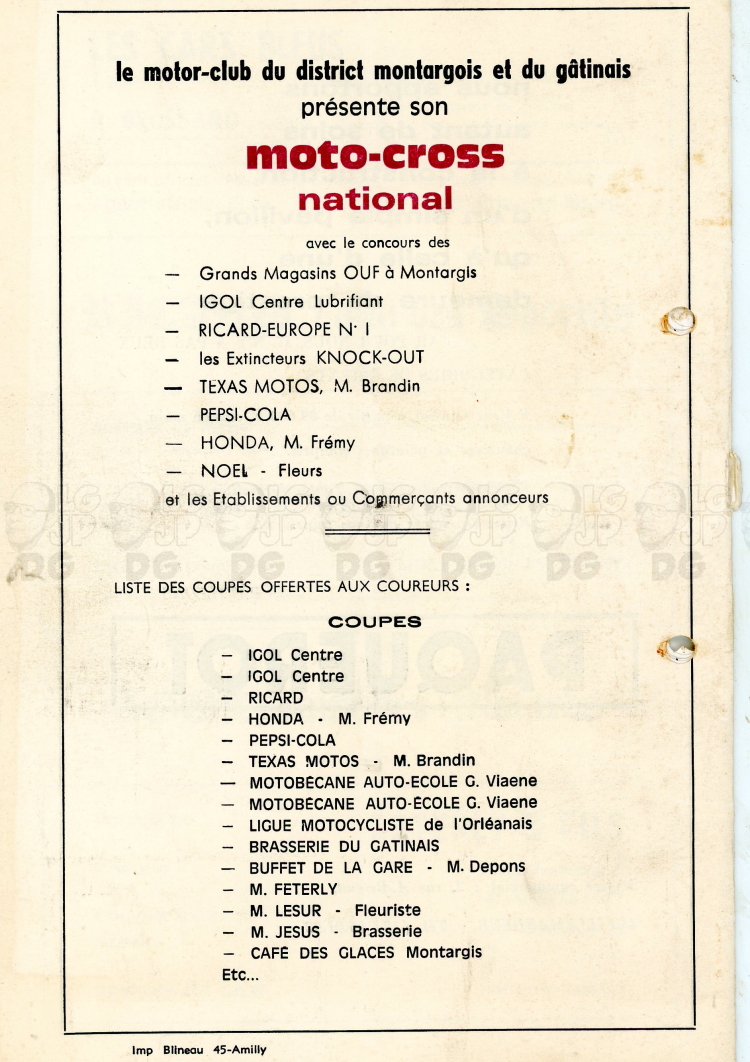 le motor-club du district montargois et du gâtinais
présente son
moto-cross
national
avec le concours des
— Grands Magasins OUF à Montargis
— IGOL Centre Lubrifiant
— RICARD-EUROPE N· I
— les Extincteurs KNOCK-OUT
— TEXAS MOTOS, M. Brandin
— PEPSI-COLA
— HONDA, M. Frémy
— NOEL - Fleurs
et les Etablissements ou Commerçants annonceurs
LISTE DES COUPES OFFERTES AUX COUREURS :
COUPES
— IGOL Centre
— IGOL Centre
— RICARD
— HONDA - M. Frémy
— PEPSI-COLA
— TEXAS MOTOS - M. Brandin
— MOTOBÉCANE AUTO-ECOLE G. Viaene
— MOTOBÉCANE AUTO-ÉCOLE G. Viaene
— LIGUE MOTOCYCLISTE de l'Orléanais
— BRASSERIE DU GATINAIS
— BUFFET DE LA GARE - M. Depons
— M. FETERLY
— M. LESUR - Fleuriste
— M. JESUS - Brasserie
— CAFÉ DES GLACES Montargis
Etc...
Imp Blineau 45-Amilly